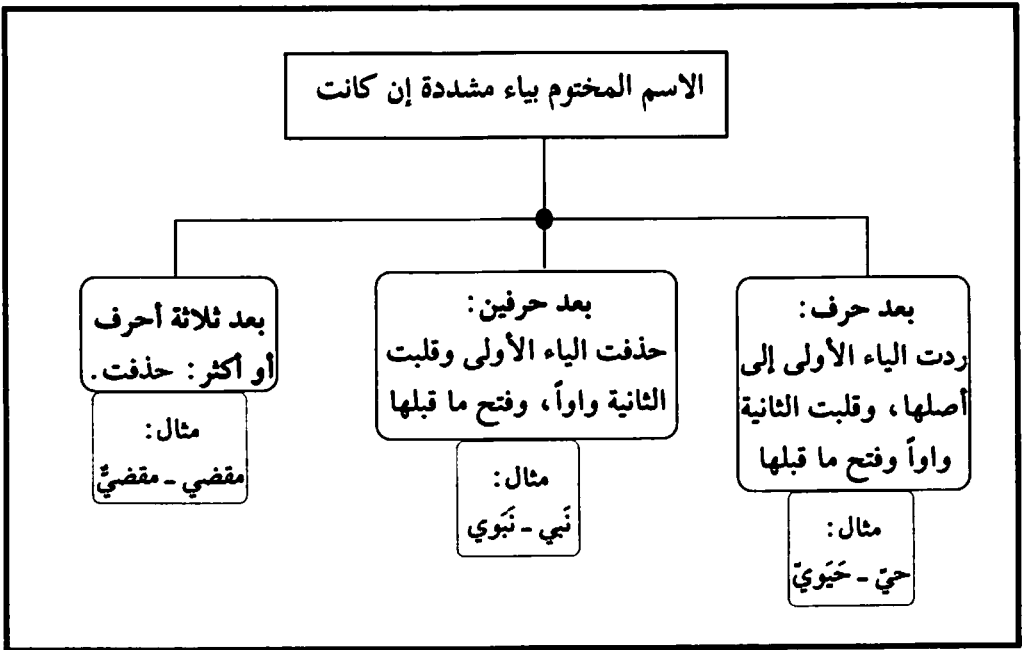 الاسم المختوم بياء مشددة إن كانت
بعد حرف:
ردت الياء الأولى إلى
أصلها، وقلبت الثانية
واواً وفتح ما قبلها
مثال:
حيّ - حَيَويّ
بعد حرفين:
حذفت الياء الأولى وقلبت
الثانية واواً، وفتح ما قبلها
مثال:
نَبي - نَبَوي
بعد ثلاثة أحرف
أو أكثر: حذفت.
مثال:
مقضي - مقضيٌّ